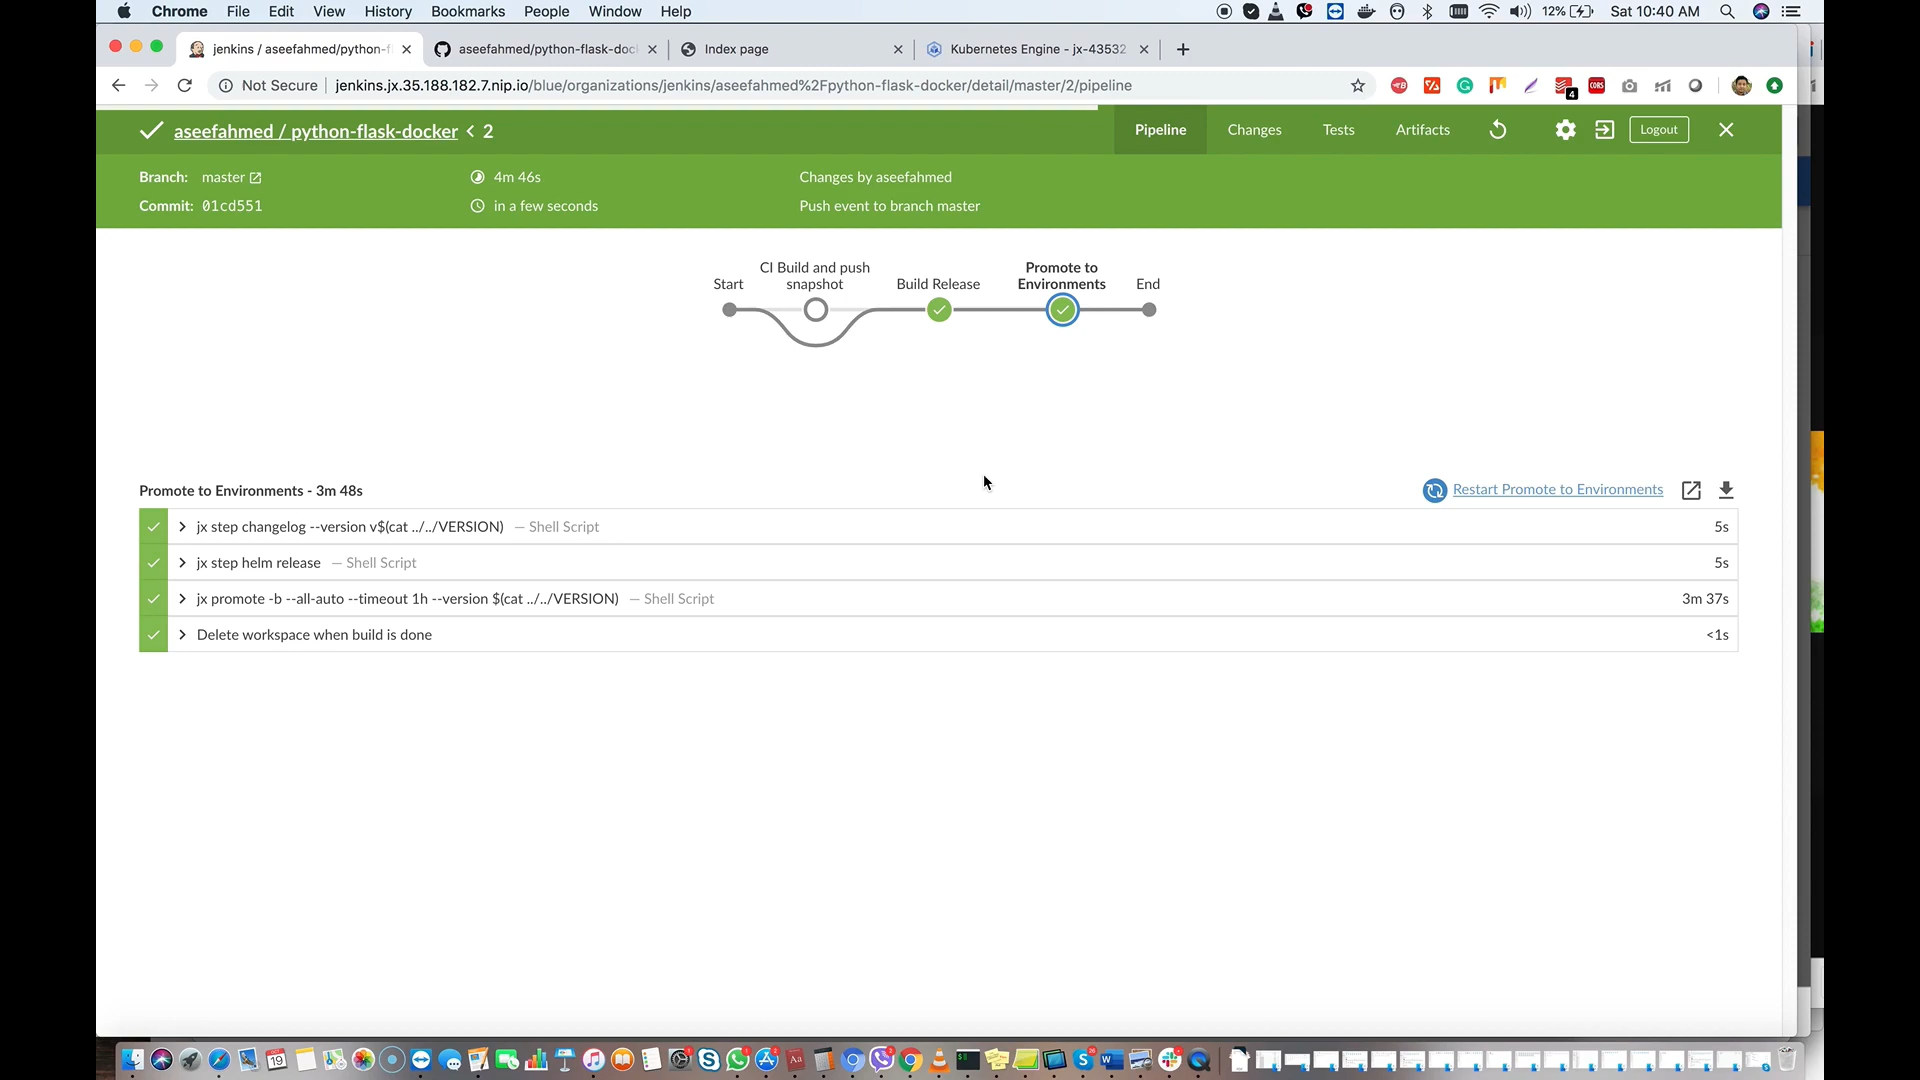 Chrome File Edit View History Bookmarks People Window Help 12% Sat 10:40 AM
jenkins / aseefahmed/python-f
aseefahmed/python-flask-doc
Index page
Kubernetes Engine - jx-43532
Not Secure jenkins.jx.35.188.182.7.nip.io/blue/organizations/jenkins/aseefahmed%2Fpython-flask-docker/detail/master/2/pipeline
4
CORS
aseefahmed / python-flask-docker < 2
Pipeline Changes Tests Artifacts Logout
Branch: master 4m 46s Changes by aseefahmed
Commit: 01cd551 in a few seconds Push event to branch master
Start
CI Build and push
snapshot
Build Release
Promote to
Environments
End
Promote to Environments - 3m 48s Restart Promote to Environments
jx step changelog --version v$(cat ../../VERSION) — Shell Script 5s
jx step helm release — Shell Script 5s
jx promote -b --all-auto --timeout 1h --version $(cat ../../VERSION) — Shell Script 3m 37s
Delete workspace when build is done <1s
19